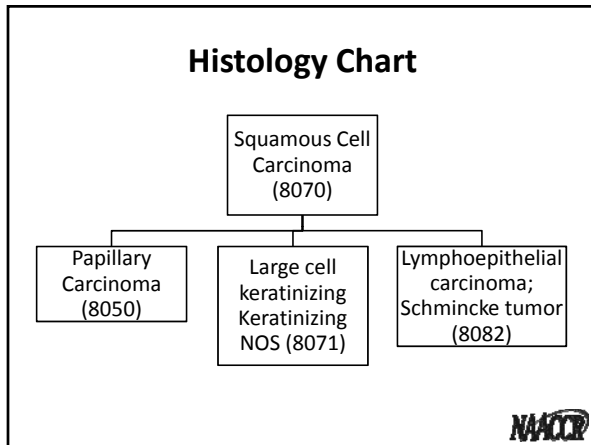 Histology Chart
Squamous Cell
Carcinoma
(8070)
Papillary
Carcinoma
(8050)
Large cell
keratinizing
Keratinizing
NOS (8071)
Lymphoepithelial
carcinoma;
Schmincke tumor
(8082)
NAACCR